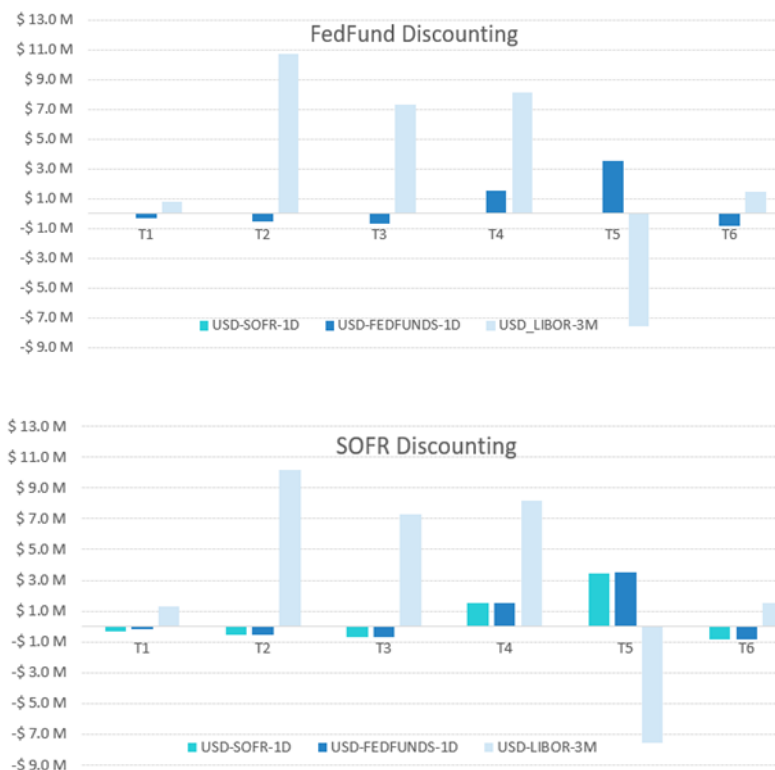 $ 13.0 M
FedFund Discounting
$ 11.0 M
$ 9.0 M
$ 7.0 M
$ 5.0 M
$ 3.0 M
$ 1.0 M
-$ 1.0 M
T1 T2 T3 T4 T5 T6
-$ 3.0 M
-$ 5.0 M
-$ 7.0 M
USD-SOFR-1D USD-FEDFUNDS-1D USD_LIBOR-3M
-$ 9.0 M
$ 13.0 M
SOFR Discounting
$ 11.0 M
$ 9.0 M
$ 7.0 M
$ 5.0 M
$ 3.0 M
$ 1.0 M
-$ 1.0 M
T1 T2 T3 T4 T5 T6
-$ 3.0 M
-$ 5.0 M
-$ 7.0 M
USD-SOFR-1D USD-FEDFUNDS-1D USD-LIBOR-3M
-$ 9.0 M